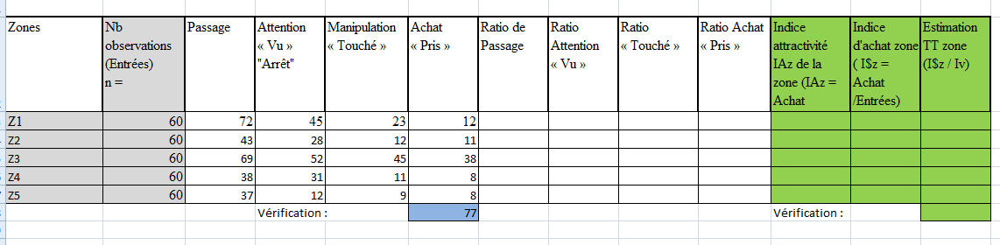 Zones
Nb
observations
(Entrées)
n =
Passage
Attention
« Vu »
"Arrêt"
Manipulation
« Touché »
Achat
« Pris »
Ratio de
Passage
Ratio
Attention
« Vu »
Ratio
« Touché »
Ratio Achat
« Pris »
Indice
attractivité
IAz de la
zone (IAz =
Achat
Indice
d'achat zone
( I$z =
Achat
/Entrées)
Estimation
TT zone
(I$z / Iv)
Z1 60 72 45 23 12
Z2 60 43 28 12 11
Z3 60 69 52 45 38
Z4 60 38 31 11 8
Z5 60 37 12 9 8
Vérification : 77 Vérification :